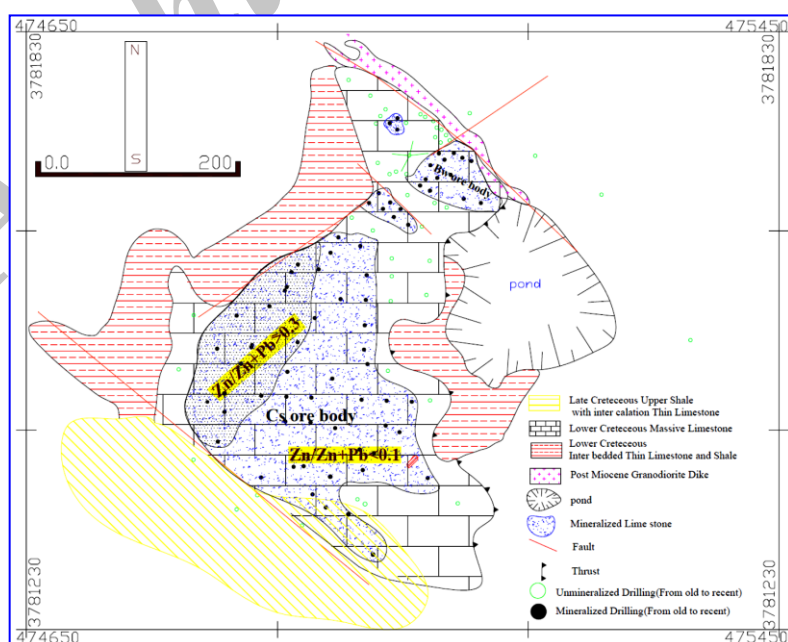 474650
475450
3781830
3781830
N
S
0.0 200
Bw ore body
pond
Zn/Zn+Pb>0.3
Cs ore body
Zn/Zn+Pb<0.1
Late Creteceous Upper Shale
with inter calation Thin Limestone
Lower Creteceous Massive Limestone
Lower Creteceous
Inter bedded Thin Limestone and Shale
Post Miocene Granodiorite Dike
pond
Mineralized Lime stone
Fault
Thrust
Unmineralized Drilling(From old to recent)
Mineralized Drilling(From old to recent)
3781230
3781230
474650
475450